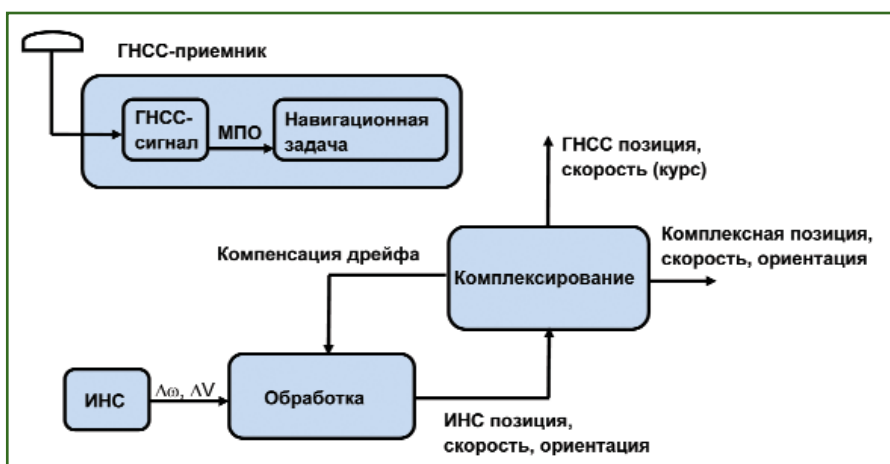 ГНСС-приемник
ГНСС-
сигнал
МПО
Навигационная
задача
ГНСС позиция,
скорость (курс)
Комплексная позиция,
скорость, ориентация
Компенсация дрейфа
Комплексирование
ИНС
Δω, ΔV
Обработка
ИНС позиция,
скорость, ориентация